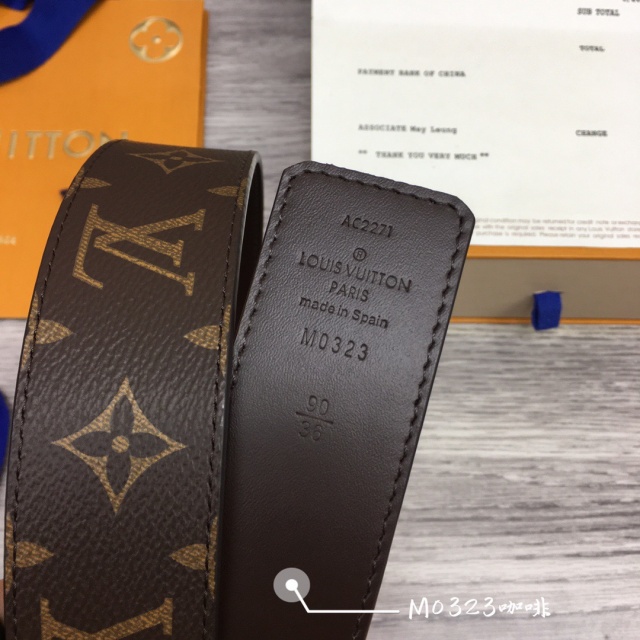 SUB TOTAL
TOTAL
PAYMENT BANK OF CHINA
ASSOCIATE May Leung
CHANGE
** THANK YOU VERY MUCH **
VUITTON
AC2271
®
LOUIS VUITTON
PARIS
made in Spain
M0323
90
36
M0323咖啡